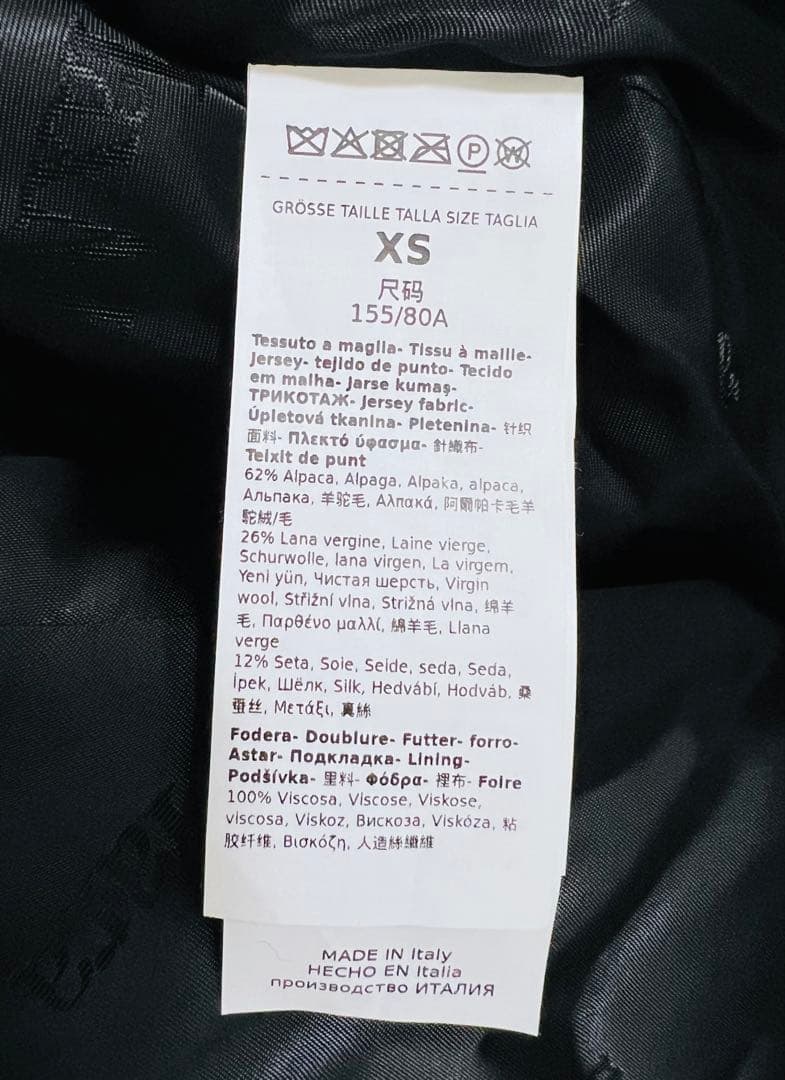 P W
GRÖSSE TAILLE TALLA SIZE TAGLIA
XS
尺码
155/80A
Tessuto a maglia- Tissu à maille-
Jersey- tejido de punto- Tecido
em malha- Jarse kumaş-
ТРИКОТАЖ- Jersey fabric-
Úpletová tkanina- Pletenina- 针织
面料- Πλεκτό ύφασμα- 針織布-
Teixit de punt
62% Alpaca, Alpaga, Alpaka, alpaca,
Альпака, 羊驼毛, Αλπακά, 阿爾帕卡毛羊
駝絨/毛
26% Lana vergine, Laine vierge,
Schurwolle, lana virgen, La virgem,
Yeni yün, Чистая шерсть, Virgin
wool, Střižní vlna, Strižná vlna, 绵羊
毛, Παρθένο μαλλί, 綿羊毛, Llana
verge
12% Seta, Soie, Seide, seda, Seda,
İpek, Шёлк, Silk, Hedvábí, Hodváb, 桑
蚕丝, Μετάξι, 真絲
Fodera- Doublure- Futter- forro-
Astar- Подкладка- Lining-
Podšívka- 里料- Φόδρα- 裡布- Folre
100% Viscosa, Viscose, Viskose,
viscosa, Viskoz, Вискоза, Viskóza, 粘
胶纤维, Βισκόζη, 人造絲纖維
MADE IN Italy
HECHO EN Italia
производство ИТАЛИЯ